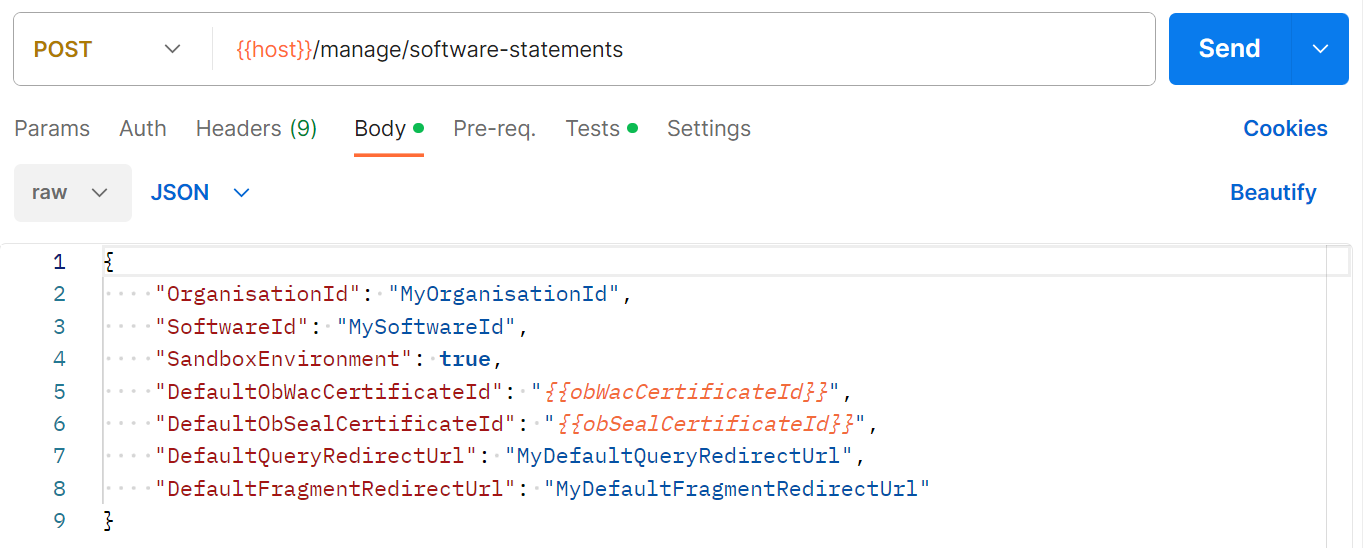 POST {{host}}/manage/software-statements Send
Params Auth Headers (9) Body Pre-req. Tests Settings Cookies
raw JSON Beautify
1 {
2 "OrganisationId": "MyOrganisationId",
3 "SoftwareId": "MySoftwareId",
4 "SandboxEnvironment": true,
5 "DefaultObWacCertificateId": "{{obWacCertificateId}}",
6 "DefaultObSealCertificateId": "{{obSealCertificateId}}",
7 "DefaultQueryRedirectUrl": "MyDefaultQueryRedirectUrl",
8 "DefaultFragmentRedirectUrl": "MyDefaultFragmentRedirectUrl"
9 }